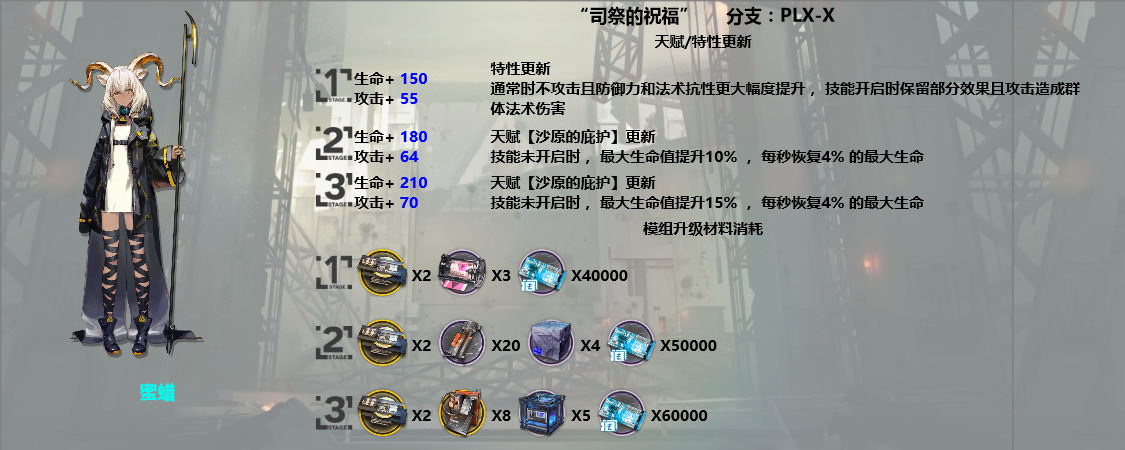 “司祭的祝福” 分支：PLX-X
天赋/特性更新
1 STAGE 生命+ 150
攻击+ 55
特性更新
通常时不攻击且防御力和法术抗性更大幅度提升 ，技能开启时保留部分效果且攻击造成群
体法术伤害
2 STAGE 生命+ 180
攻击+ 64
天赋【沙原的庇护】更新
技能未开启时 ，最大生命值提升10% ，每秒恢复4% 的最大生命
3 STAGE 生命+ 210
攻击+ 70
天赋【沙原的庇护】更新
技能未开启时 ，最大生命值提升15% ，每秒恢复4% 的最大生命
模组升级材料消耗
1 STAGE X2 X3 X40000
2 STAGE X2 X20 X4 X50000
3 STAGE X2 X8 X5 X60000
蜜蜡